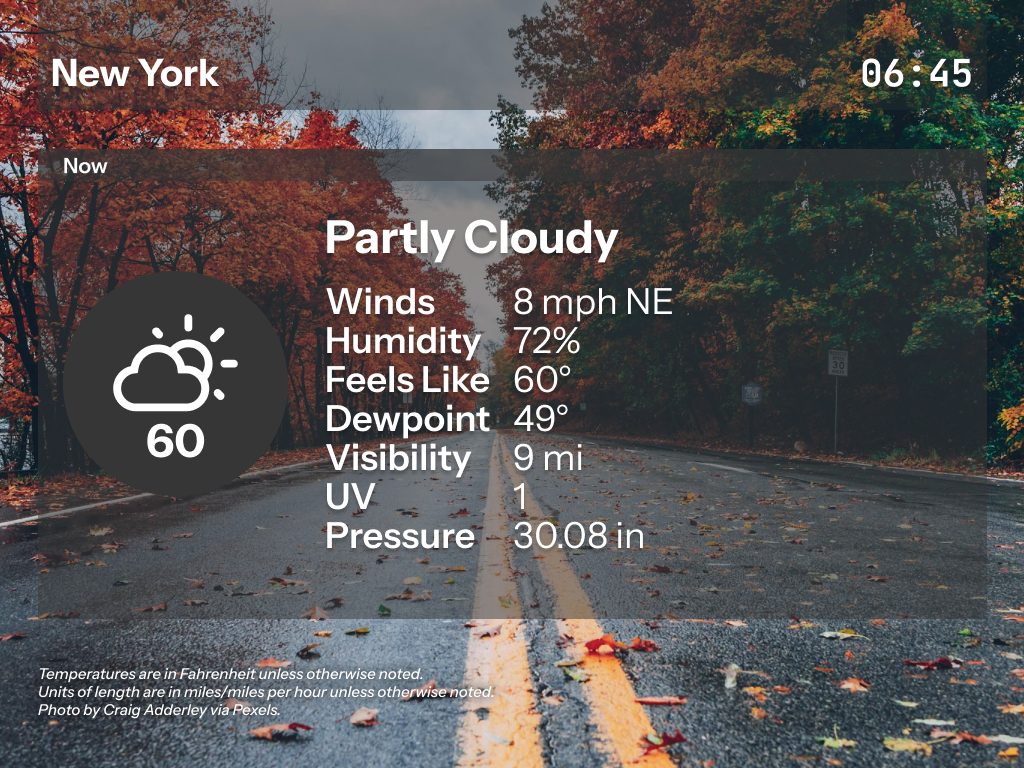 New York
06:45
Now
Partly Cloudy
Winds 8 mph NE
Humidity 72%
Feels Like 60°
Dewpoint 49°
Visibility 9 mi
UV 1
Pressure 30.08 in
60
30
Temperatures are in Fahrenheit unless otherwise noted.
Units of length are in miles/miles per hour unless otherwise noted.
Photo by Craig Adderley via Pexels.